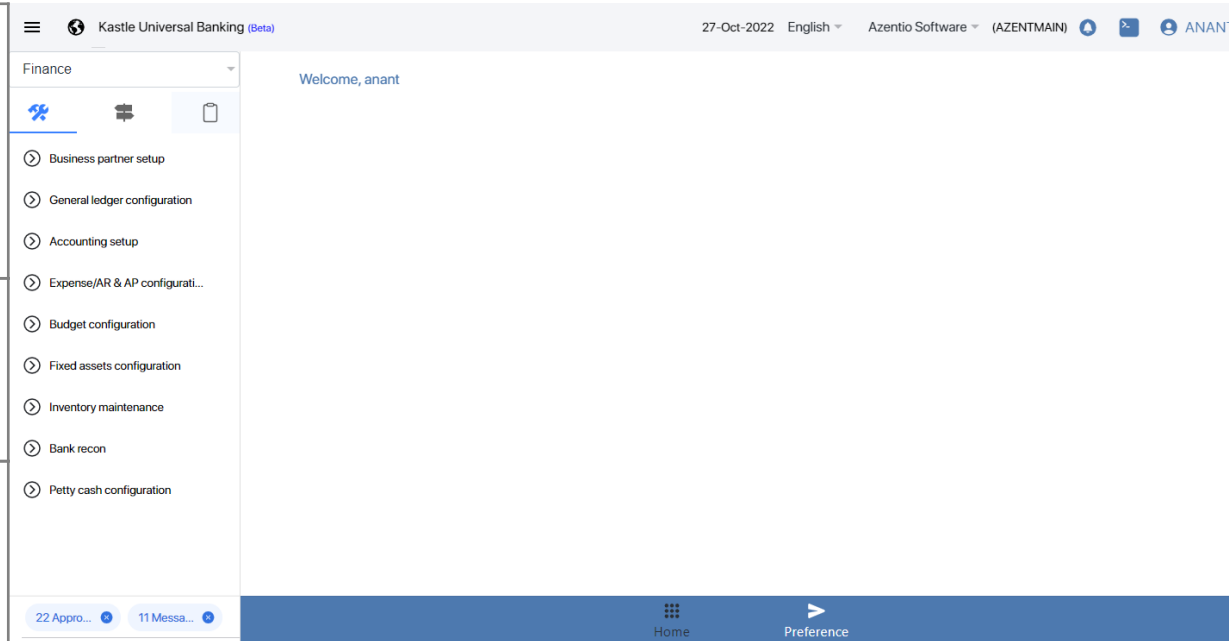 Kastle Universal Banking (Beta) 27-Oct-2022 English Azentio Software (AZENTMAIN) ANANT
Finance
Welcome, anant
Business partner setup
General ledger configuration
Accounting setup
Expense/AR & AP configurati...
Budget configuration
Fixed assets configuration
Inventory maintenance
Bank recon
Petty cash configuration
22 Appro... 11 Messa...
Home Preference